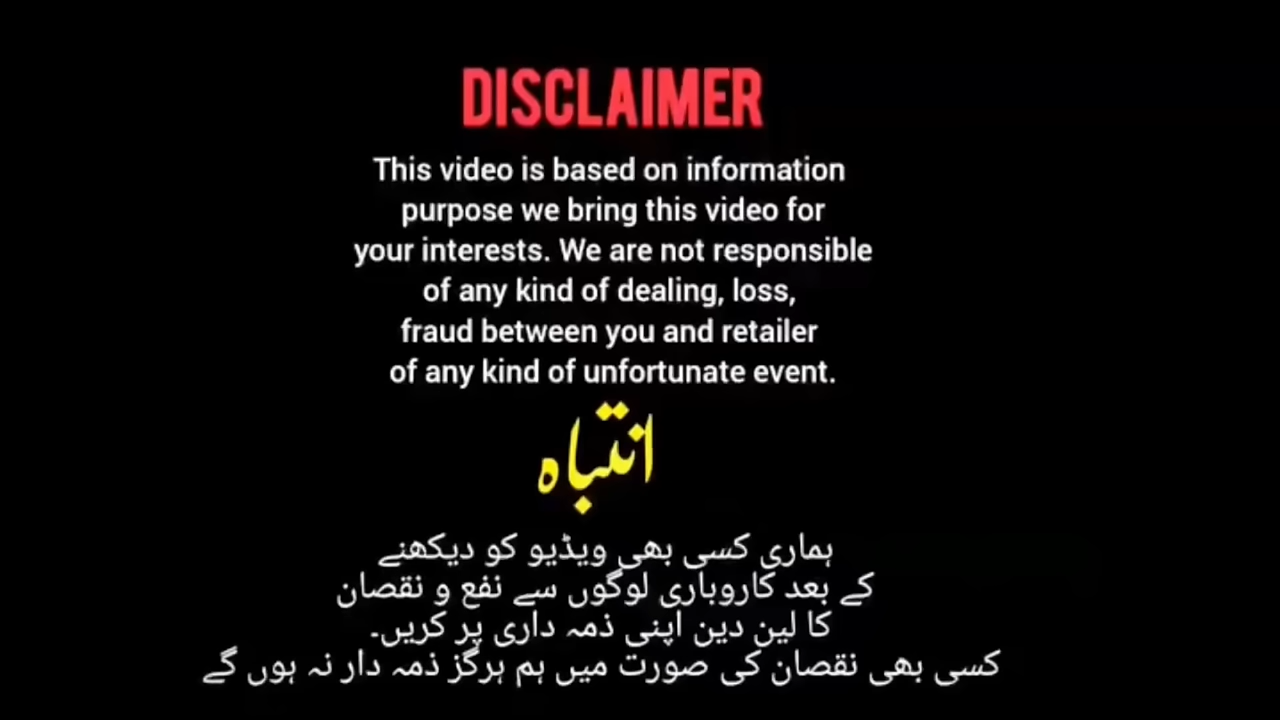 DISCLAIMER
This video is based on information
purpose we bring this video for
your interests. We are not responsible
of any kind of dealing, loss,
fraud between you and retailer
of any kind of unfortunate event.
انتباہ
ہماری کسی بھی ویڈیو کو دیکھنے
کے بعد کاروباری لوگوں سے نفع و نقصان
کا لین دین اپنی ذمہ داری پر کریں۔
کسی بھی نقصان کی صورت میں ہم ہرگز ذمہ دار نہ ہوں گے